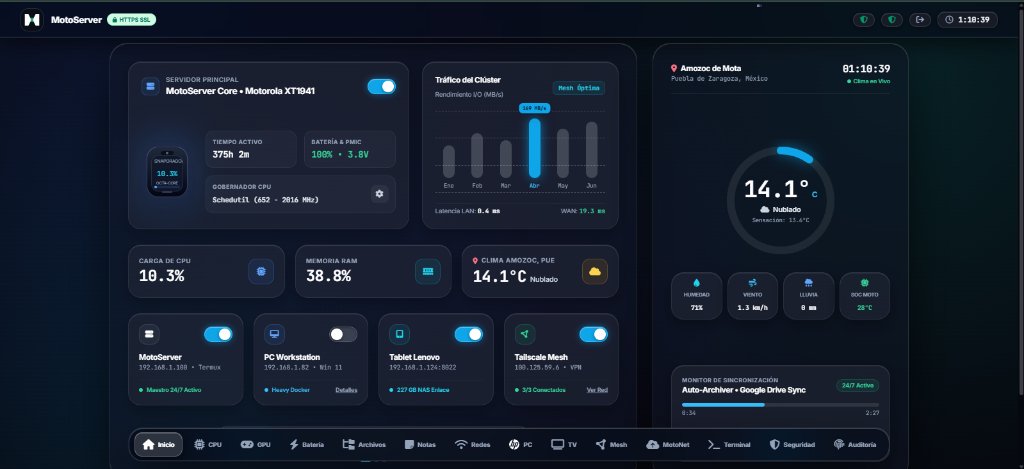 MotoServer
HTTPS SSL
1:10:39
SERVIDOR PRINCIPAL
MotoServer Core • Motorola XT1941
SNAPDRAGON
10.3%
OCTA-CORE
TIEMPO ACTIVO
375h 2m
BATERÍA & PMIC
100% • 3.8V
GOBERNADOR CPU
Schedutil (652 - 2016 MHz)
Tráfico del Clúster
Rendimiento I/O (MB/s)
Mesh Óptima
169 MB/s
Ene Feb Mar Abr May Jun
Latencia LAN: 0.4 ms
WAN: 19.3 ms
Amozoc de Mota
Puebla de Zaragoza, México
01:10:39
Clima en Vivo
14.1° C
Nublado
Sensación: 13.6°C
HUMEDAD
71%
VIENTO
1.3 km/h
LLUVIA
0 mm
SOC MOTO
28°C
CARGA DE CPU
10.3%
MEMORIA RAM
38.8%
CLIMA AMOZOC, PUE
14.1°C Nublado
MotoServer
192.168.1.100 • Termux
Maestro 24/7 Activo
PC Workstation
192.168.1.82 • Win 11
Heavy Docker
Detalles
Tablet Lenovo
192.168.1.124:8022
227 GB NAS Enlace
Tailscale Mesh
100.125.59.6 • VPN
3/3 Conectados
Ver Red
MONITOR DE SINCRONIZACIÓN
Auto-Archiver • Google Drive Sync
24/7 Activo
0:34
2:27
Inicio
CPU
GPU
Batería
Archivos
Notas
Redes
hp
PC
TV
Mesh
MotoNet
Terminal
Seguridad
Auditoría